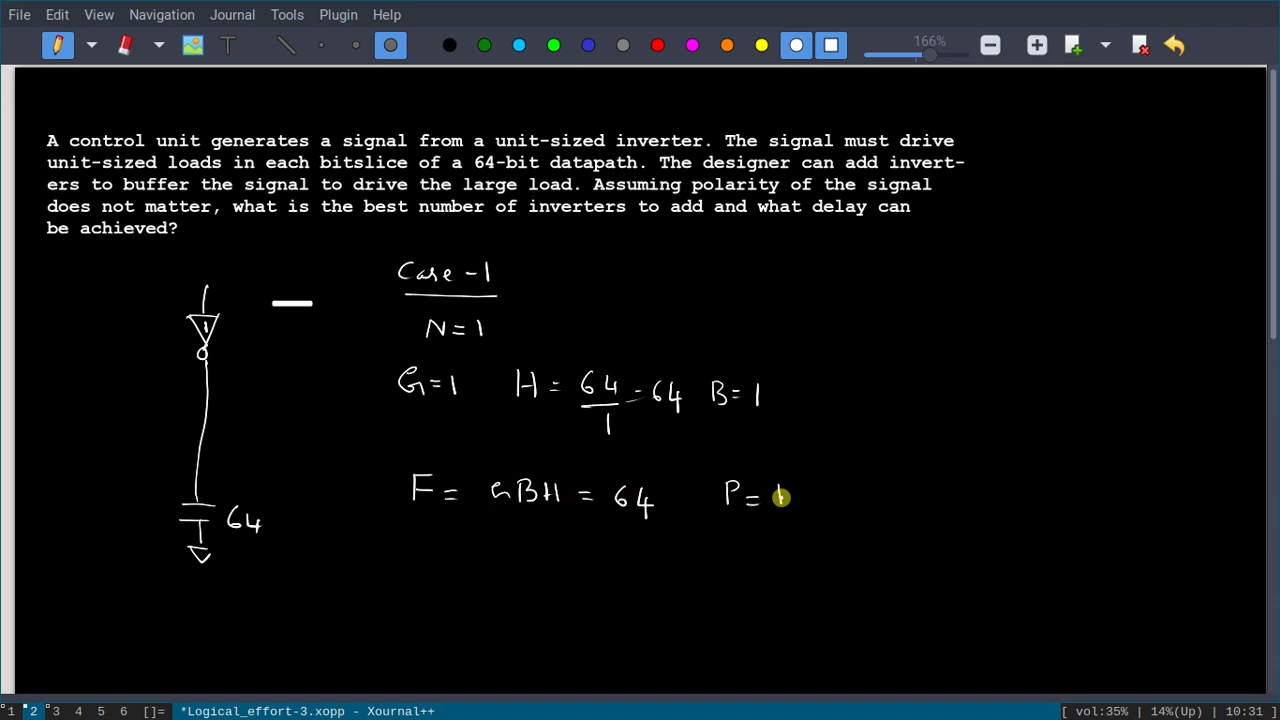 File Edit View Navigation Journal Tools Plugin Help
166%
A control unit generates a signal from a unit-sized inverter. The signal must drive
unit-sized loads in each bitslice of a 64-bit datapath. The designer can add invert-
ers to buffer the signal to drive the large load. Assuming polarity of the signal
does not matter, what is the best number of inverters to add and what delay can
be achieved?
Case-1
1
N=1
G=1 H = 64/1 = 64 B=1
F = GBH = 64 P=1
64
1 2 3 4 5 6 []= *Logical_effort-3.xopp - Xournal++ [ vol:35% | 14%(Up) | 10:31